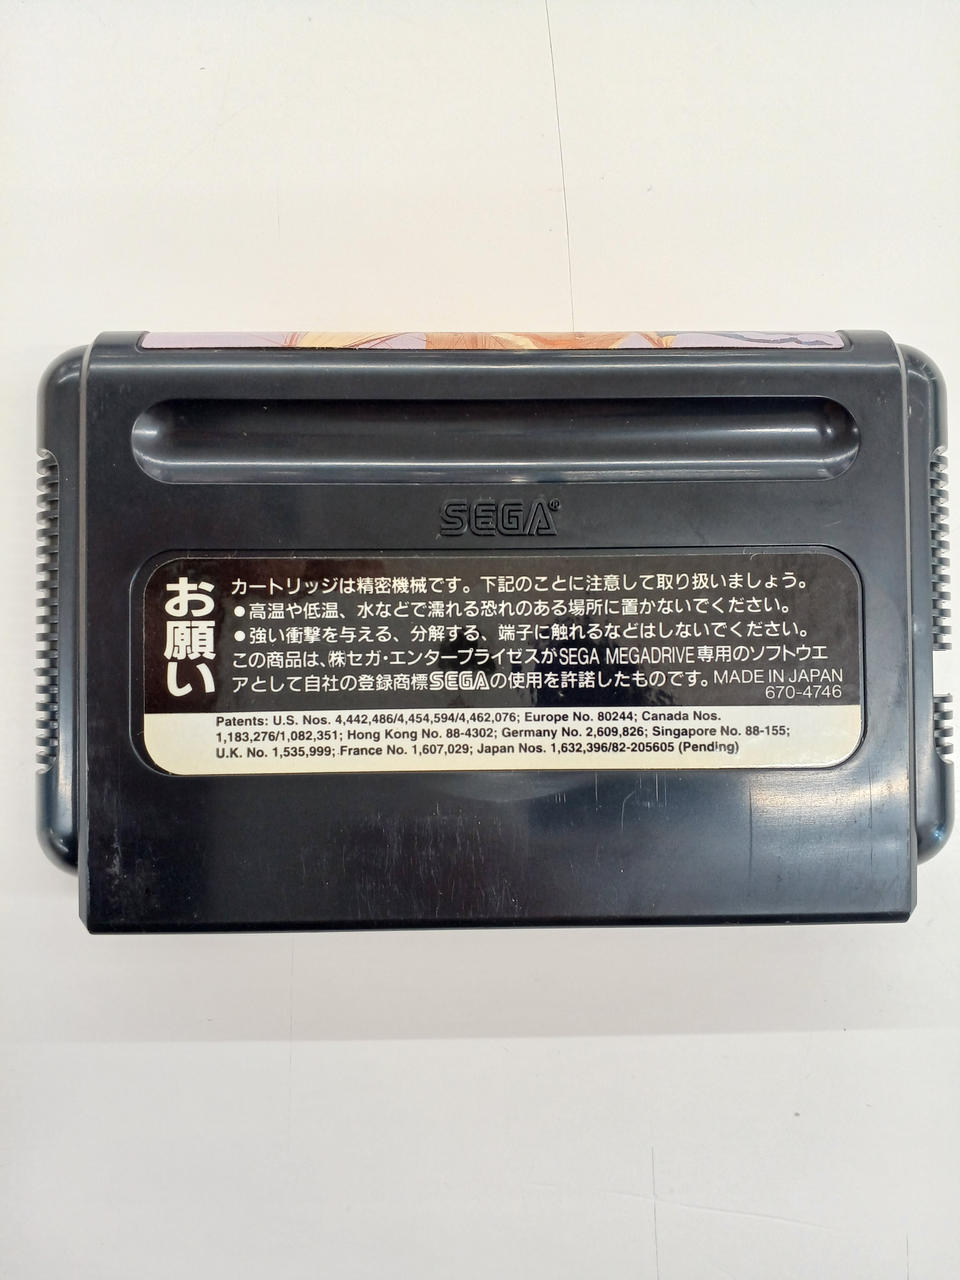 SEGA®
お願い
カートリッジは精密機械です。下記のことに注意して取り扱いましょう。
●高温や低温、水などで濡れる恐れのある場所に置かないでください。
●強い衝撃を与える、分解する、端子に触れるなどはしないでください。
この商品は、㈱セガ・エンタープライゼスがSEGA MEGADRIVE専用のソフトウエ
アとして自社の登録商標SEGAの使用を許諾したものです。MADE IN JAPAN
670-4746
Patents: U.S. Nos. 4,442,486/4,454,594/4,462,076; Europe No. 80244; Canada Nos.
1,183,276/1,082,351; Hong Kong No. 88-4302; Germany No. 2,609,826; Singapore No. 88-155;
U.K. No. 1,535,999; France No. 1,607,029; Japan Nos. 1,632,396/82-205605 (Pending)